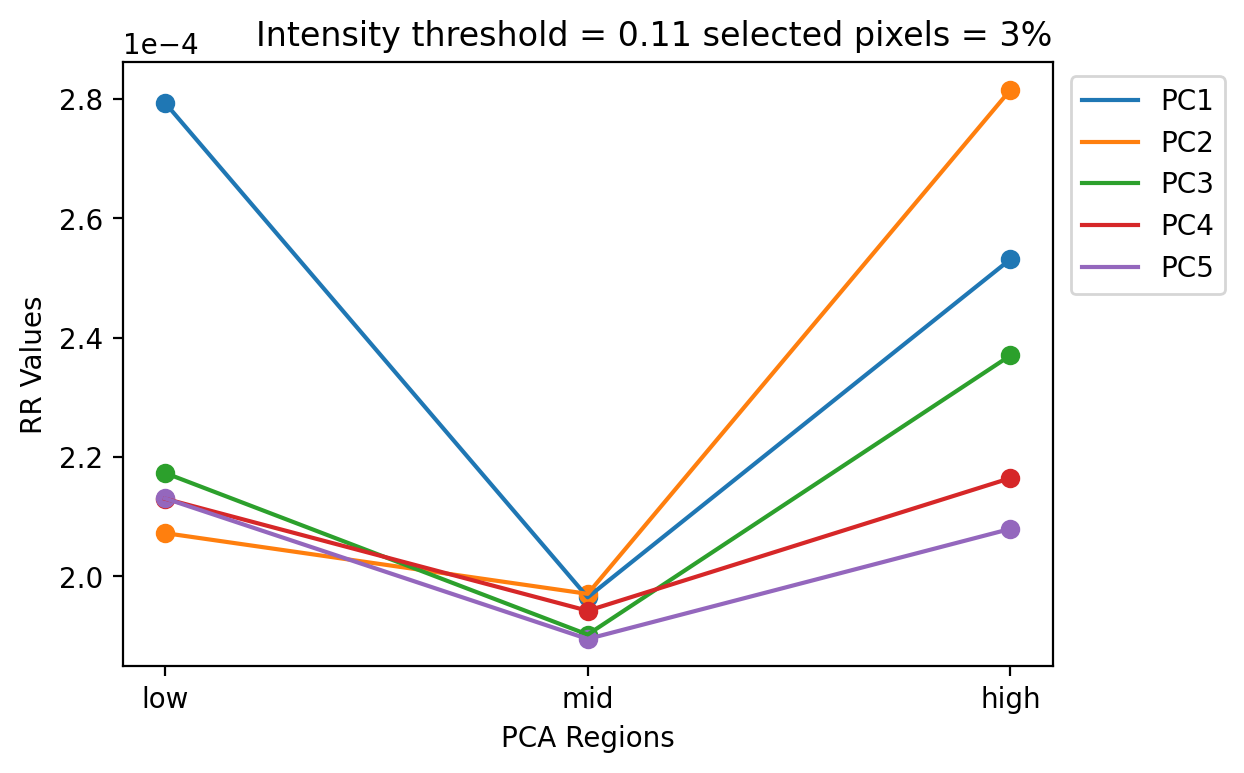 Intensity threshold = 0.11 selected pixels = 3%
1e−4
2.8
2.6
2.4
2.2
2.0
RR Values
low
mid
high
PCA Regions
PC1
PC2
PC3
PC4
PC5